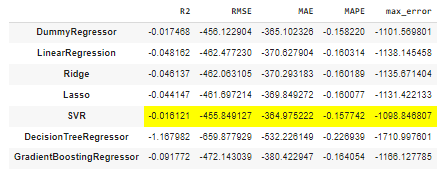 R2 RMSE MAE MAPE max_error
DummyRegressor -0.017468 -456.122904 -365.102326 -0.158220 -1101.569801
LinearRegression -0.048162 -462.477230 -370.627904 -0.160314 -1138.145458
Ridge -0.046137 -462.063105 -370.293183 -0.160189 -1135.671404
Lasso -0.044147 -461.697214 -369.849272 -0.160077 -1131.422133
SVR -0.016121 -455.849127 -364.975222 -0.157742 -1098.846807
DecisionTreeRegressor -1.167982 -659.877929 -532.226149 -0.226939 -1710.997601
GradientBoostingRegressor -0.091772 -472.143039 -380.422947 -0.164054 -1166.127785